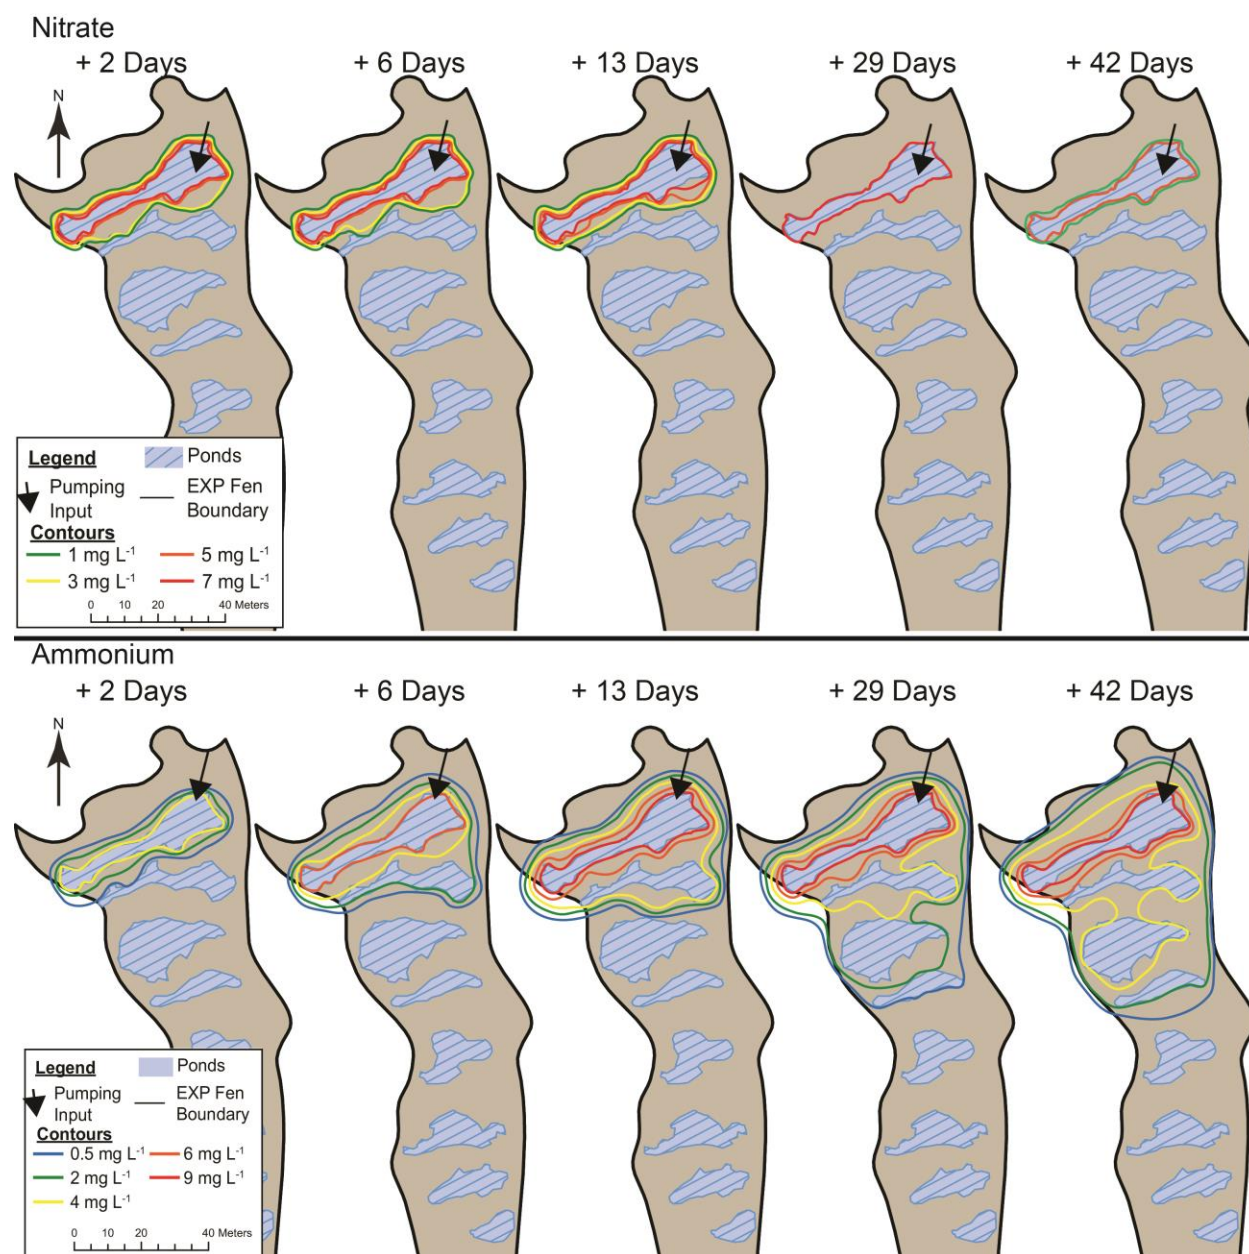 Nitrate
+ 2 Days
+ 6 Days
+ 13 Days
+ 29 Days
+ 42 Days
N
Legend
Ponds
Pumping Input
EXP Fen Boundary
Contours
1 mg L⁻¹
5 mg L⁻¹
3 mg L⁻¹
7 mg L⁻¹
0 10 20 40 Meters
Ammonium
+ 2 Days
+ 6 Days
+ 13 Days
+ 29 Days
+ 42 Days
N
Legend
Ponds
Pumping Input
EXP Fen Boundary
Contours
0.5 mg L⁻¹
6 mg L⁻¹
2 mg L⁻¹
9 mg L⁻¹
4 mg L⁻¹
0 10 20 40 Meters